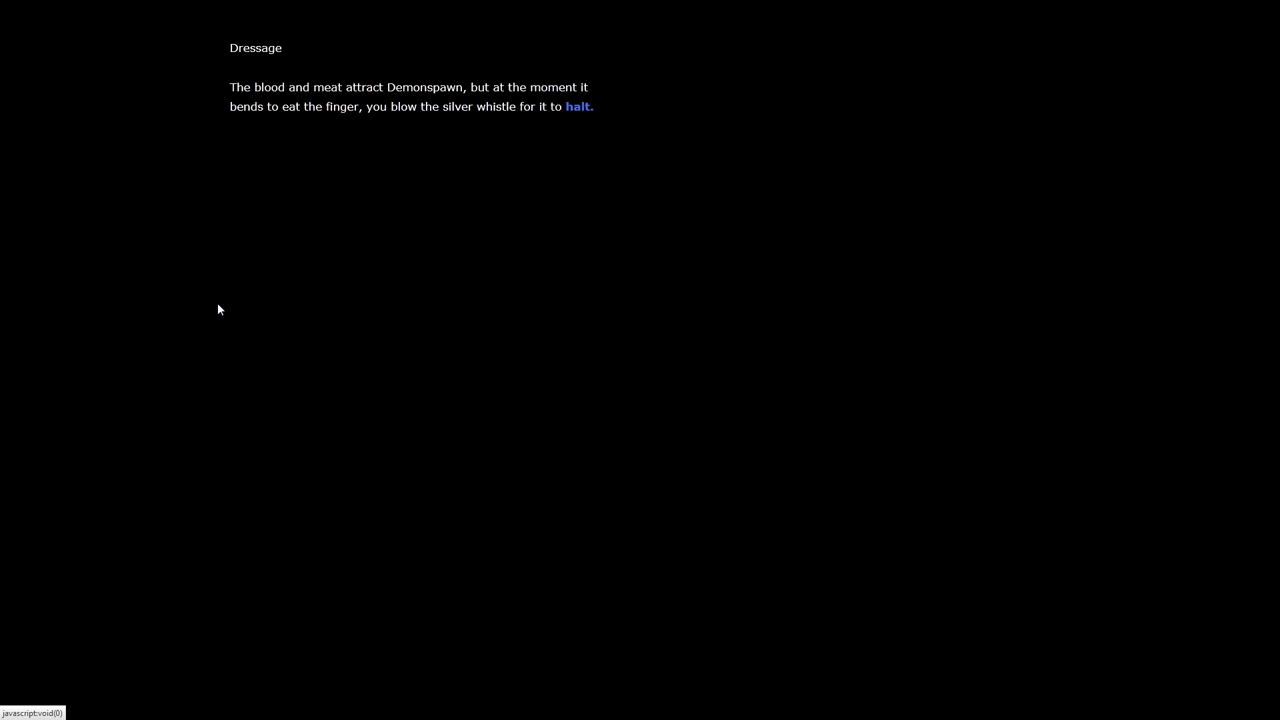 Dressage
The blood and meat attract Demonspawn, but at the moment it
bends to eat the finger, you blow the silver whistle for it to halt.
javascript:void(0)